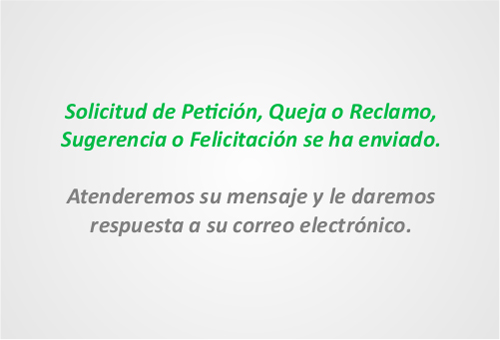 Solicitud de Petición, Queja o Reclamo,
Sugerencia o Felicitación se ha enviado.
Atenderemos su mensaje y le daremos
respuesta a su correo electrónico.